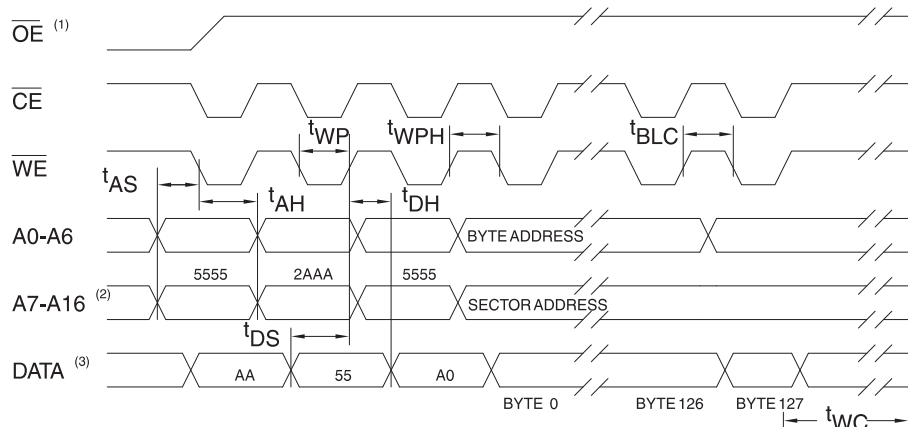 OE (1)
CE
tWP tWPH tBLC
WE
tAS
tAH tDH
A0-A6 BYTE ADDRESS
5555 2AAA 5555
A7-A16 (2) SECTOR ADDRESS
tDS
DATA (3) AA 55 A0
BYTE 0 BYTE 126 BYTE 127
tWC